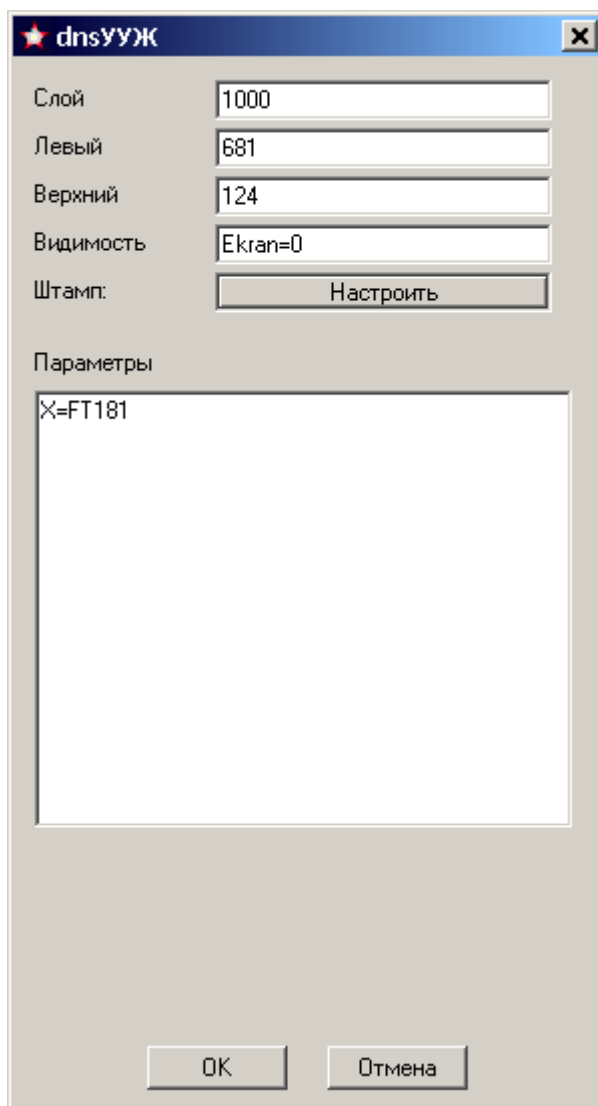 dnsУУЖ
Слой 1000
Левый 681
Верхний 124
Видимость Ekran=0
Штамп: Настроить
Параметры
X=FT181
OK Отмена